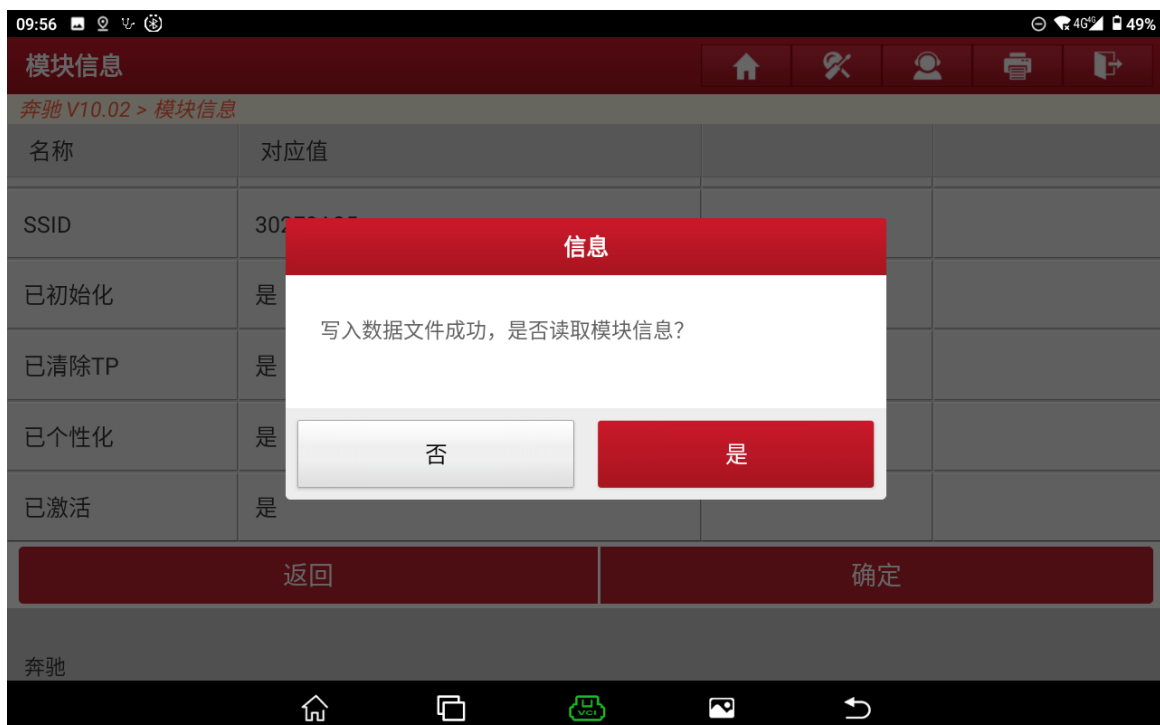 09:56
4G 4G 49%
模块信息
奔驰 V10.02 > 模块信息
名称 对应值
SSID
信息
已初始化 是
写入数据文件成功，是否读取模块信息？
已清除TP 是
已个性化 是
否 是
已激活 是
返回 确定
奔驰
VCI